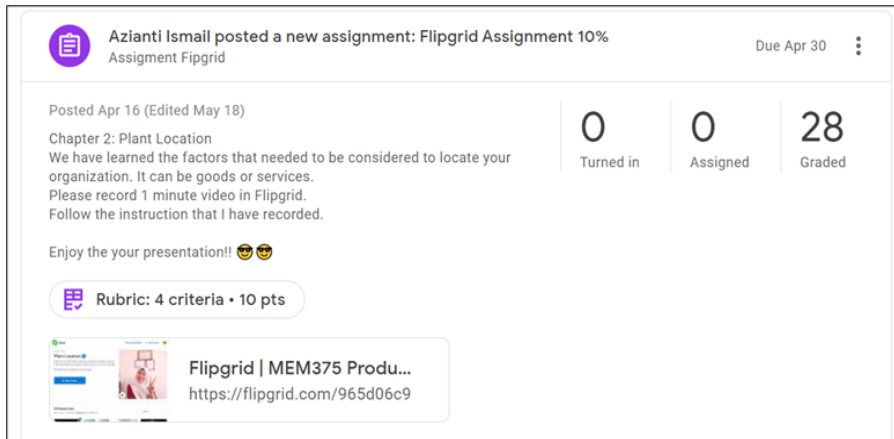 Azianti Ismail posted a new assignment: Flipgrid Assignment 10%
Assigment Fipgrid
Due Apr 30
Posted Apr 16 (Edited May 18)
Chapter 2: Plant Location
We have learned the factors that needed to be considered to locate your
organization. It can be goods or services.
Please record 1 minute video in Flipgrid.
Follow the instruction that I have recorded.
Enjoy the your presentation!! 😎😎
0
Turned in
0
Assigned
28
Graded
Rubric: 4 criteria • 10 pts
Plant Location
Flipgrid | MEM375 Produ...
https://flipgrid.com/965d06c9